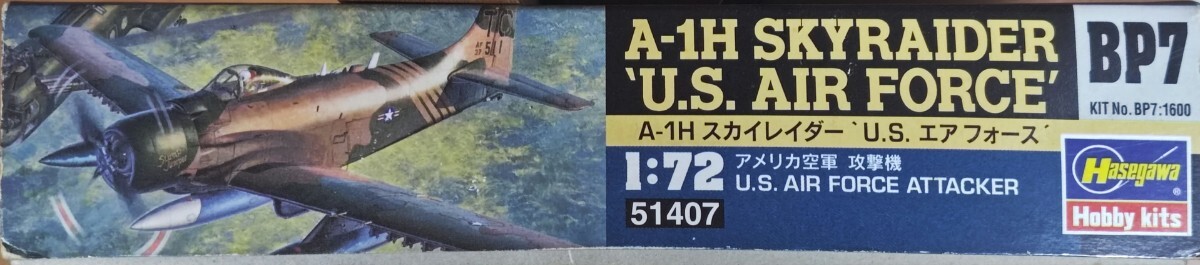 TC
511
A-1H SKYRAIDER
'U.S. AIR FORCE'
A-1H スカイレイダー 'U.S. エアフォース'
1:72 アメリカ空軍 攻撃機
U.S. AIR FORCE ATTACKER
51407
BP7
KIT No. BP7:1600
Hasegawa®
Hobby kits